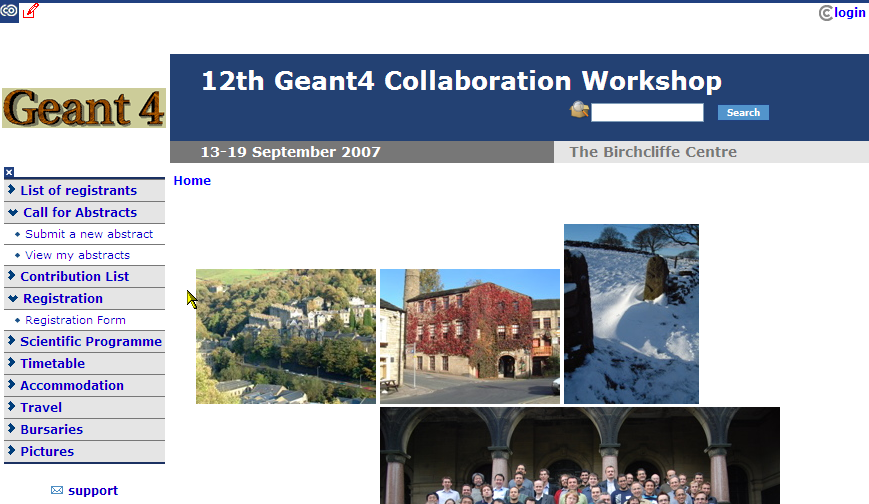 login
Geant 4
12th Geant4 Collaboration Workshop
Search
13-19 September 2007
The Birchcliffe Centre
Home
List of registrants
Call for Abstracts
Submit a new abstract
View my abstracts
Contribution List
Registration
Registration Form
Scientific Programme
Timetable
Accommodation
Travel
Bursaries
Pictures
support